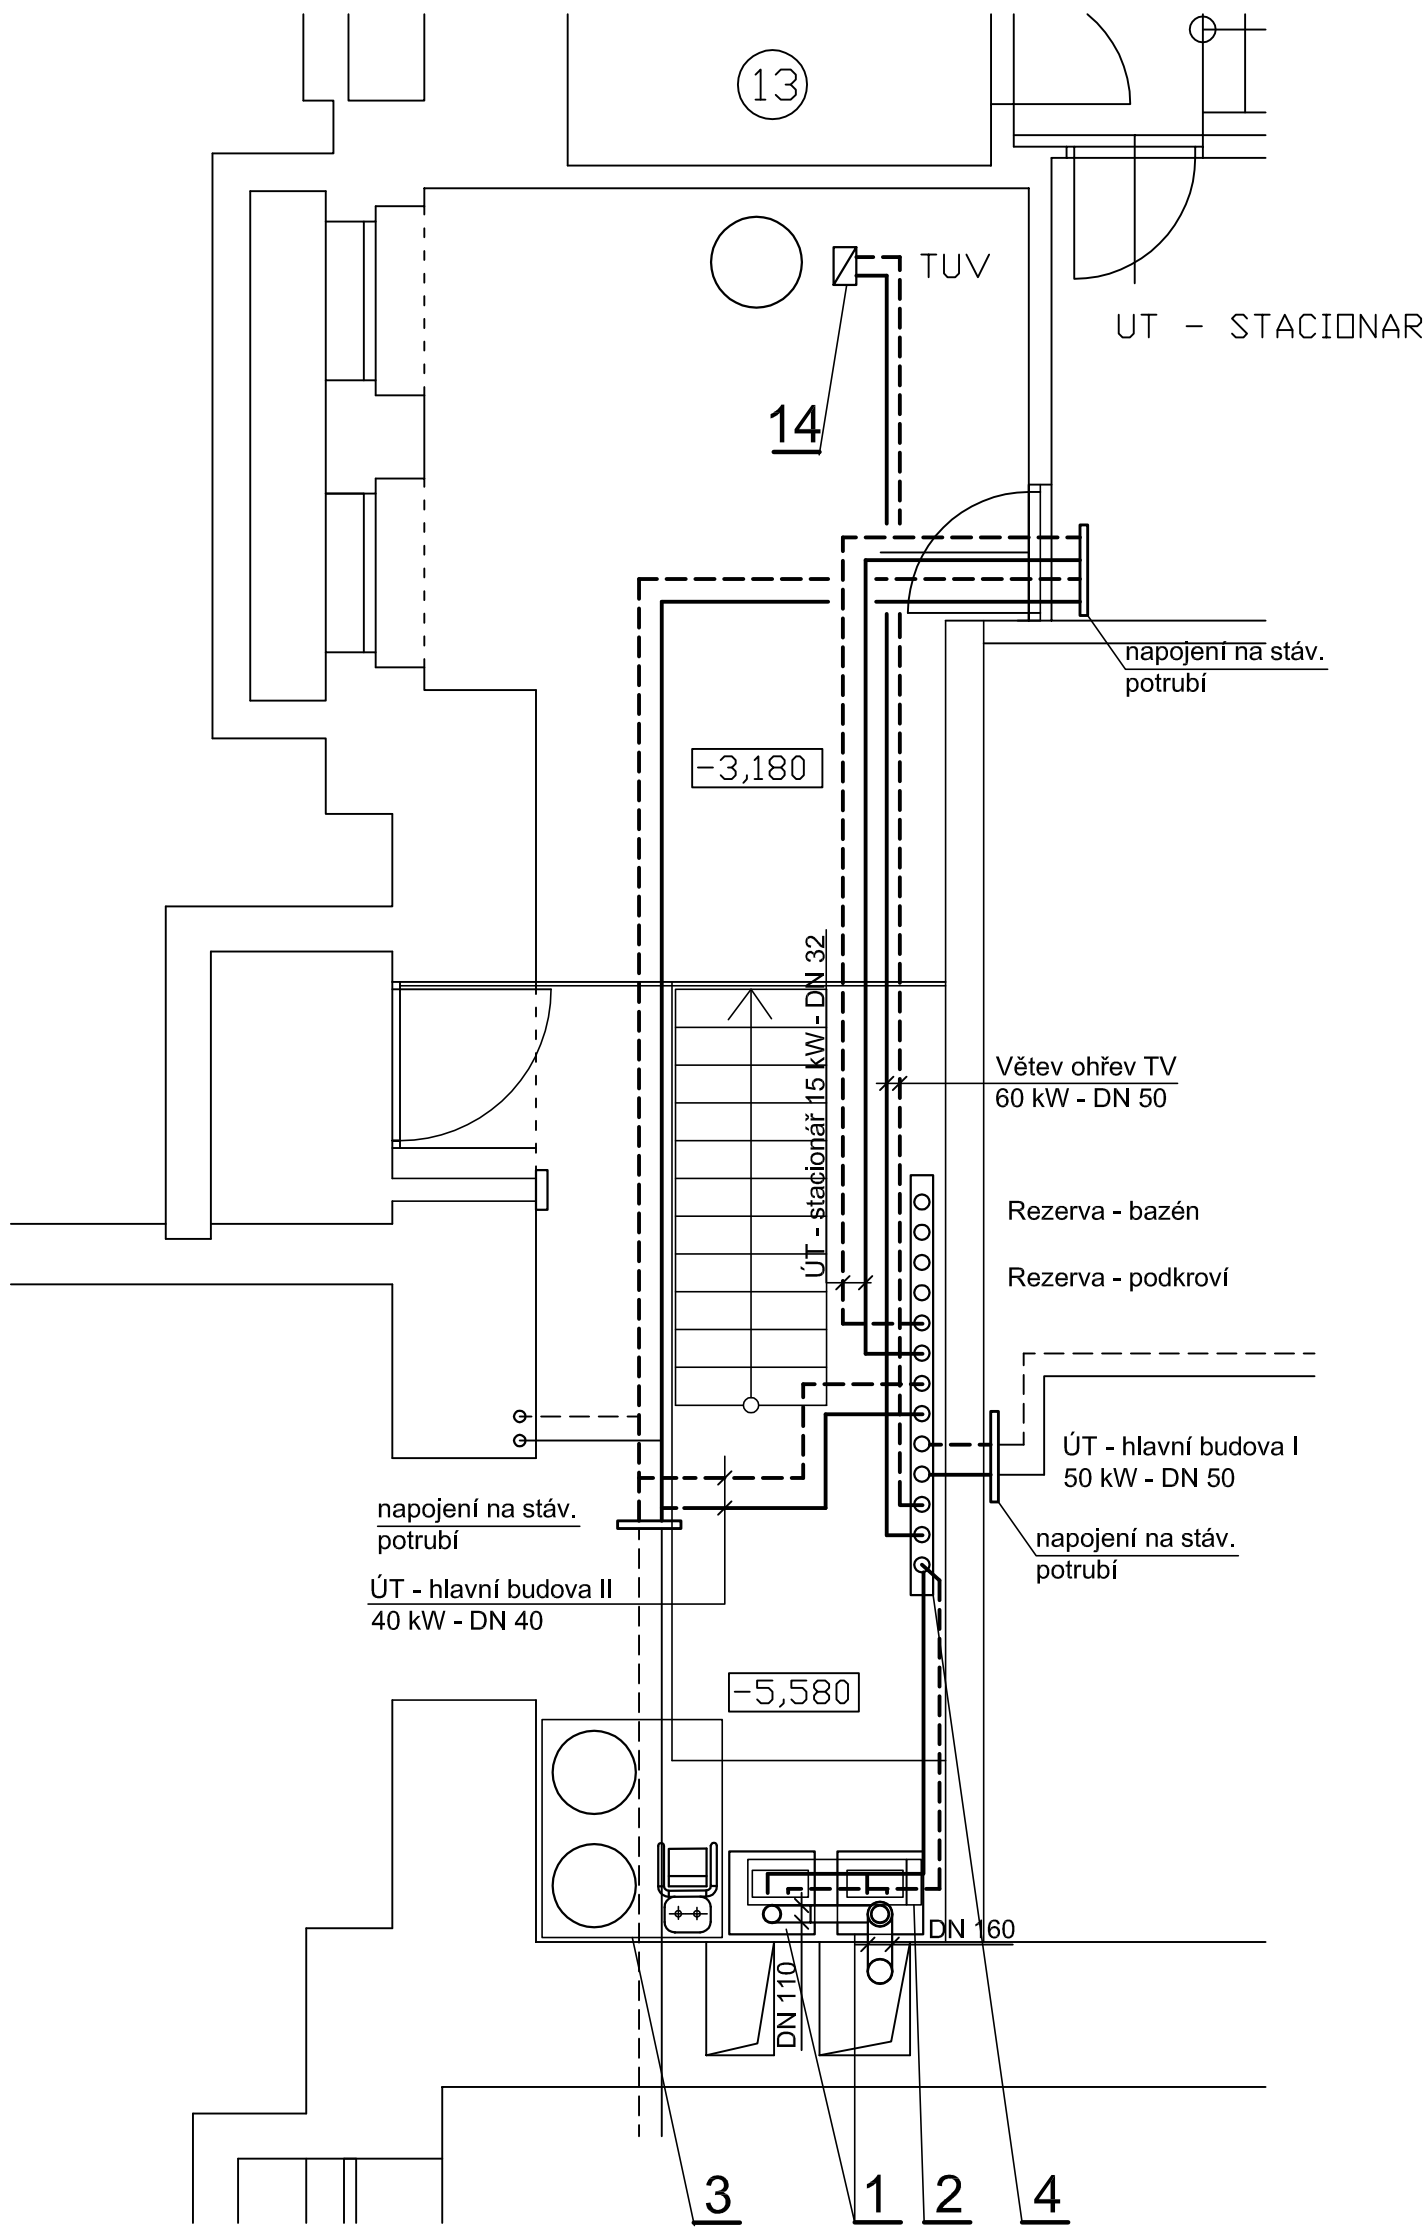 13
TUV
UT - STACIONAR
14
napojení na stáv.
potrubí
-3,180
ÚT - stacionář 15 kW - DN 32
Větev ohřev TV
60 kW - DN 50
Rezerva - bazén
Rezerva - podkroví
ÚT - hlavní budova I
50 kW - DN 50
napojení na stáv.
potrubí
napojení na stáv.
potrubí
ÚT - hlavní budova II
40 kW - DN 40
-5,580
DN 160
DN 110
3
1
2
4